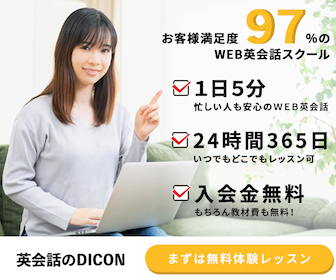 お客様満足度 97%の
WEB英会話スクール
1日5分
忙しい人も安心のWEB英会話
24時間365日
いつでもどこでもレッスン可
入会金無料
もちろん教材費も無料!
英会話のDICON
まずは無料体験レッスン